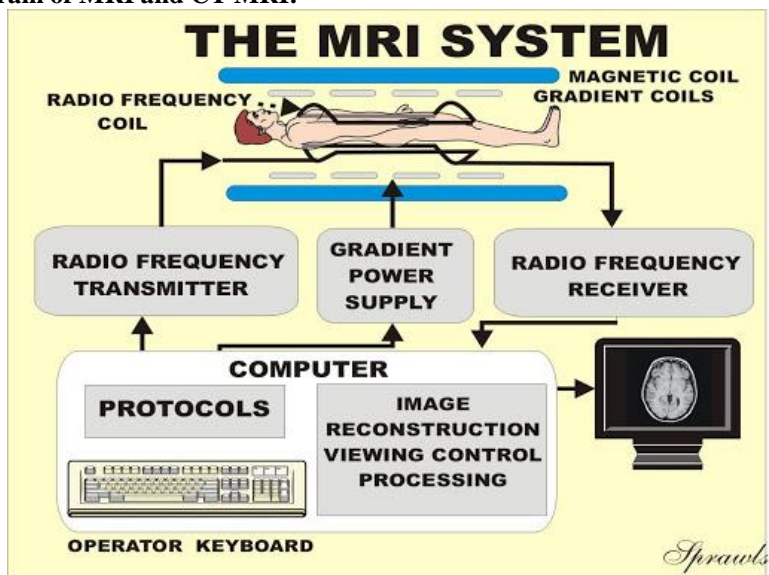 THE MRI SYSTEM
MAGNETIC COIL
RADIO FREQUENCY
COIL
GRADIENT COILS
RADIO FREQUENCY
TRANSMITTER
GRADIENT
POWER
SUPPLY
RADIO FREQUENCY
RECEIVER
COMPUTER
PROTOCOLS
IMAGE
RECONSTRUCTION
VIEWING CONTROL
PROCESSING
OPERATOR KEYBOARD
Sprawls